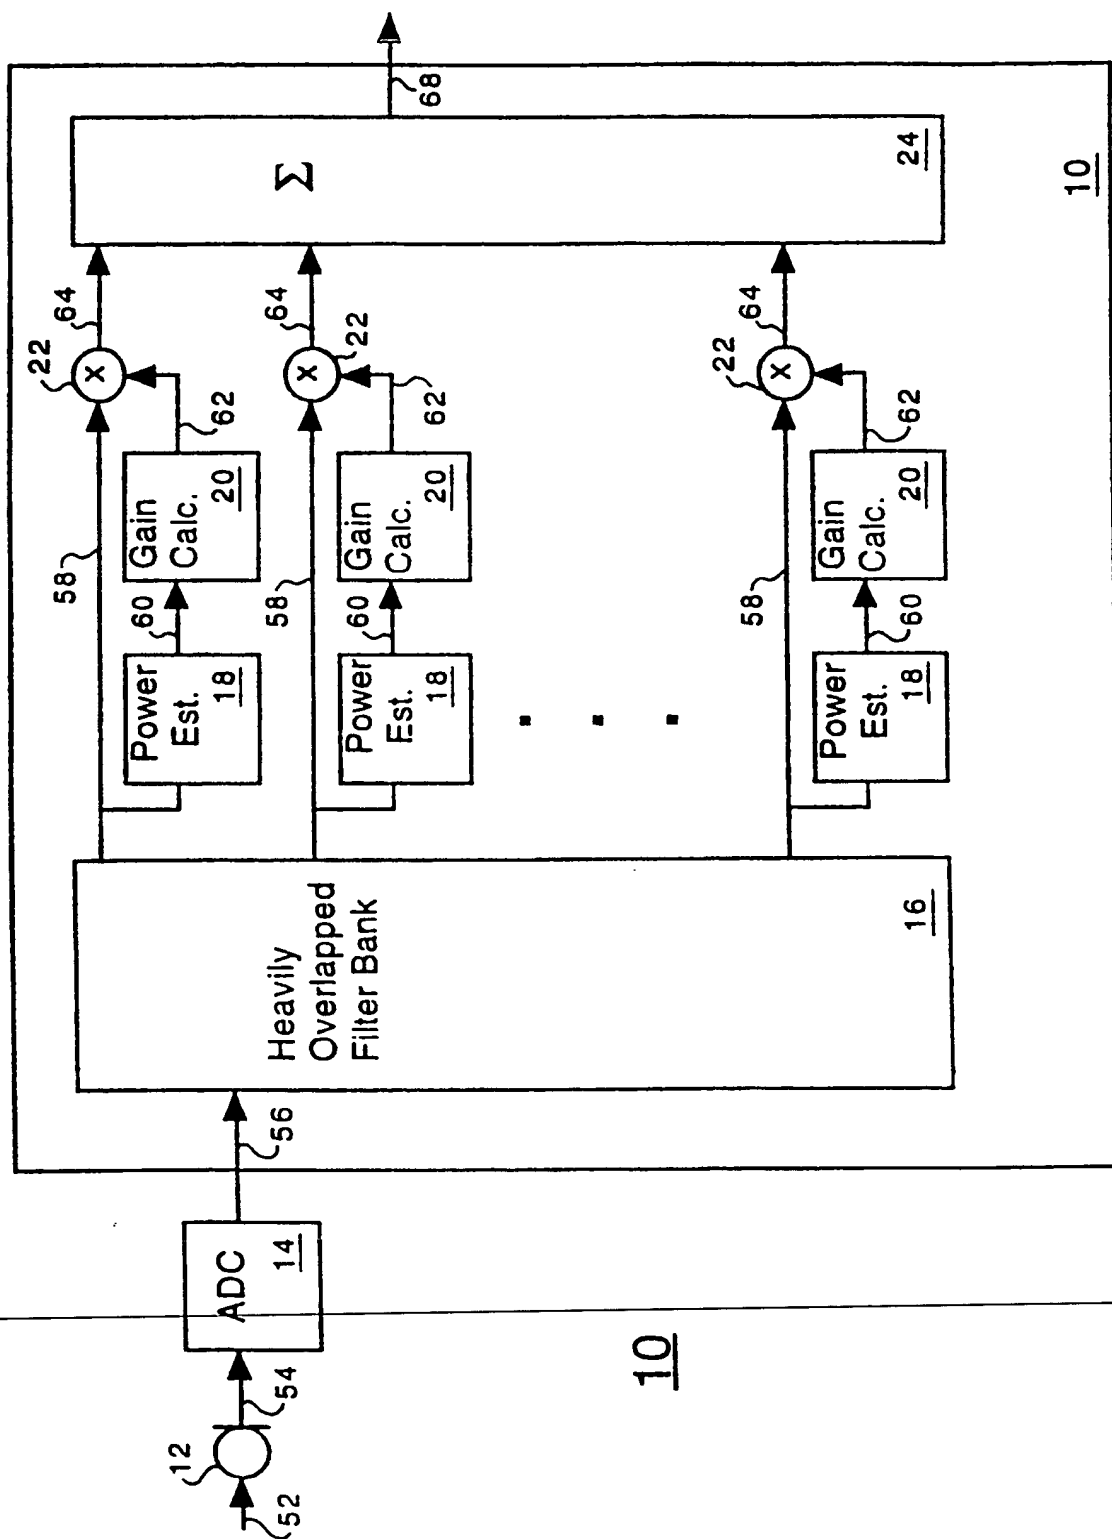 52
12
54
ADC
14
56
Heavily
Overlapped
Filter Bank
16
58
Power
Est.
18
60
Gain
Calc.
20
62
22
X
64
58
Power
Est.
18
60
Gain
Calc.
20
62
22
X
64
58
Power
Est.
18
60
Gain
Calc.
20
62
22
X
64
Σ
24
68
10
10